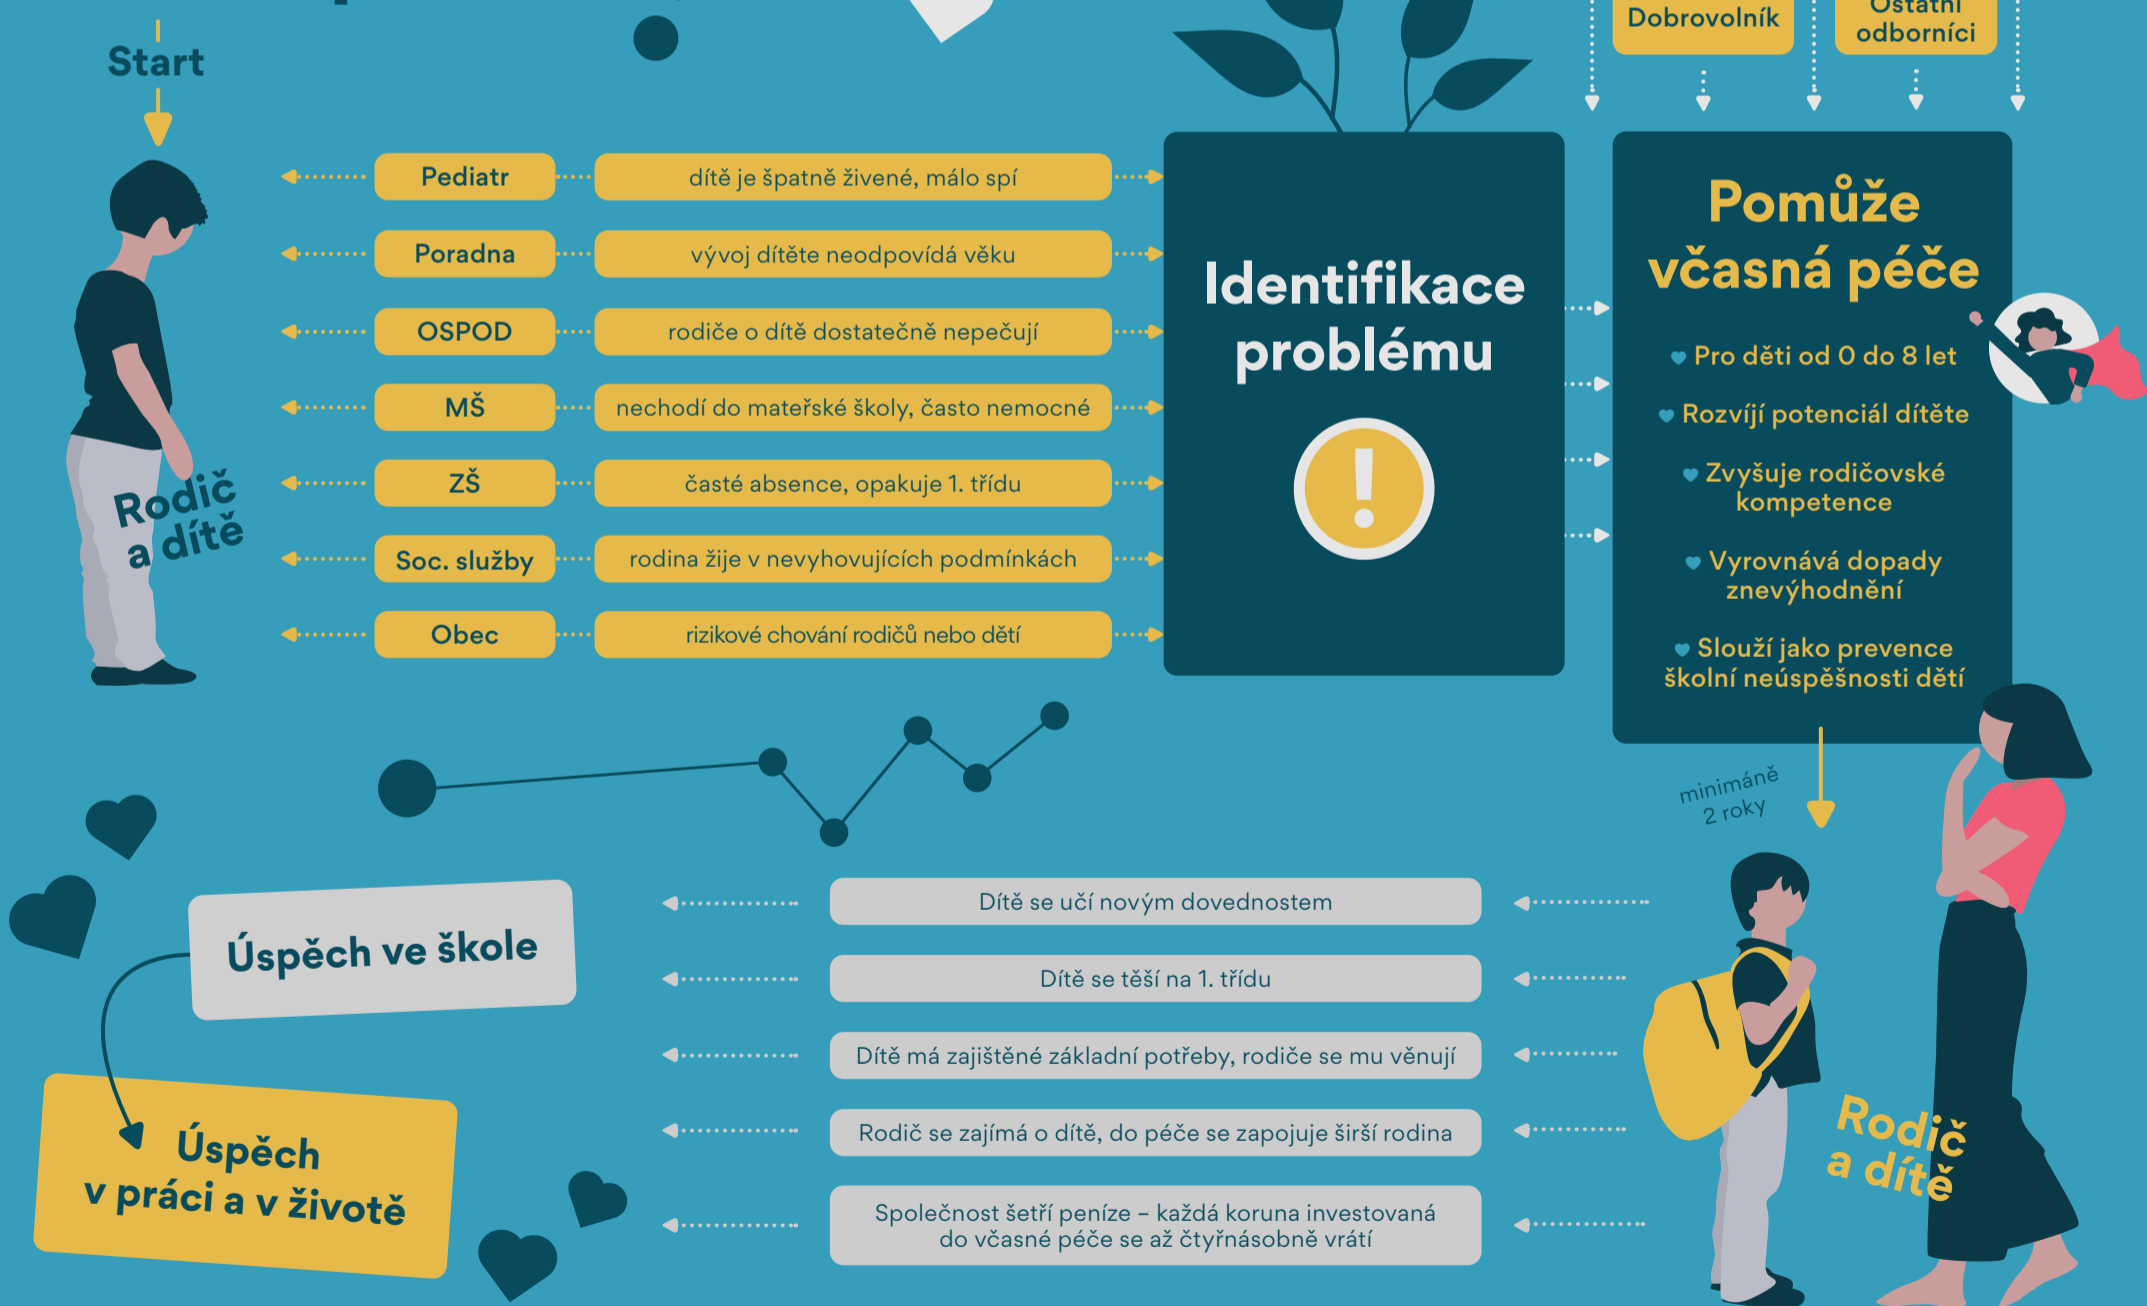 Start
Dobrovolník
Ostatní
odborníci
Rodič
a dítě
Pediatr
dítě je špatně živené, málo spí
Poradna
vývoj dítěte neodpovídá věku
OSPOD
rodiče o dítě dostatečně nepečují
MŠ
nechodí do mateřské školy, často nemocné
ZŠ
časté absence, opakuje 1. třídu
Soc. služby
rodina žije v nevyhovujících podmínkách
Obec
rizikové chování rodičů nebo dětí
Identifikace
problému
!
Pomůže
včasná péče
Pro děti od 0 do 8 let
Rozvíjí potenciál dítěte
Zvyšuje rodičovské
kompetence
Vyrovnává dopady
znevýhodnění
Slouží jako prevence
školní neúspěšnosti dětí
minimáně
2 roky
Rodič
a dítě
Dítě se učí novým dovednostem
Dítě se těší na 1. třídu
Dítě má zajištěné základní potřeby, rodiče se mu věnují
Rodič se zajímá o dítě, do péče se zapojuje širší rodina
Společnost šetří peníze – každá koruna investovaná
do včasné péče se až čtyřnásobně vrátí
Úspěch ve škole
Úspěch
v práci a v životě